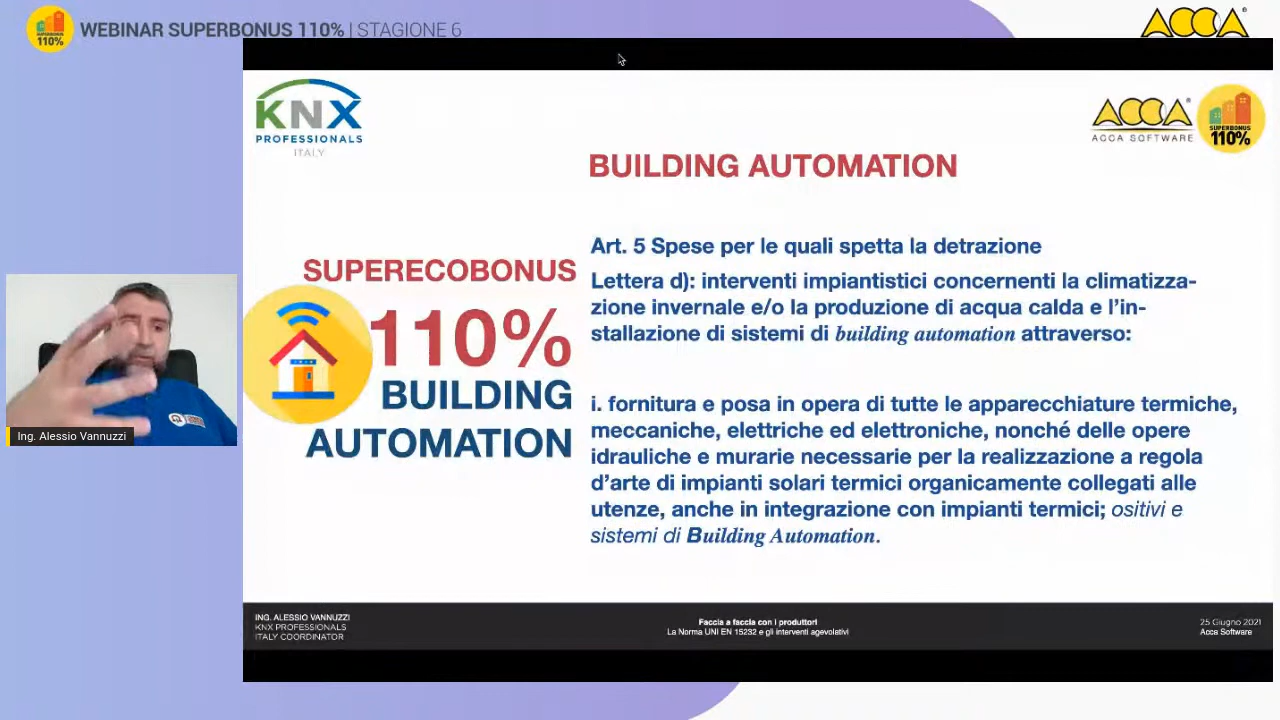 110%
WEBINAR SUPERBONUS 110% | STAGIONE 6
ACCA
KNX
PROFESSIONALS
ITALY
ACCA
ACCA SOFTWARE
SUPERBONUS
110%
BUILDING AUTOMATION
SUPERECOBONUS
110%
BUILDING
AUTOMATION
Art. 5 Spese per le quali spetta la detrazione
Lettera d): interventi impiantistici concernenti la climatizza-
zione invernale e/o la produzione di acqua calda e l'in-
stallazione di sistemi di building automation attraverso:
i. fornitura e posa in opera di tutte le apparecchiature termiche,
meccaniche, elettriche ed elettroniche, nonché delle opere
idrauliche e murarie necessarie per la realizzazione a regola
d'arte di impianti solari termici organicamente collegati alle
utenze, anche in integrazione con impianti termici; ositivi e
sistemi di Building Automation.
Ing. Alessio Vannuzzi
ING. ALESSIO VANNUZZI
KNX PROFESSIONALS
ITALY COORDINATOR
Faccia a faccia con i produttori
La Norma UNI EN 15232 e gli interventi agevolativi
25 Giugno 2021
Acca Software